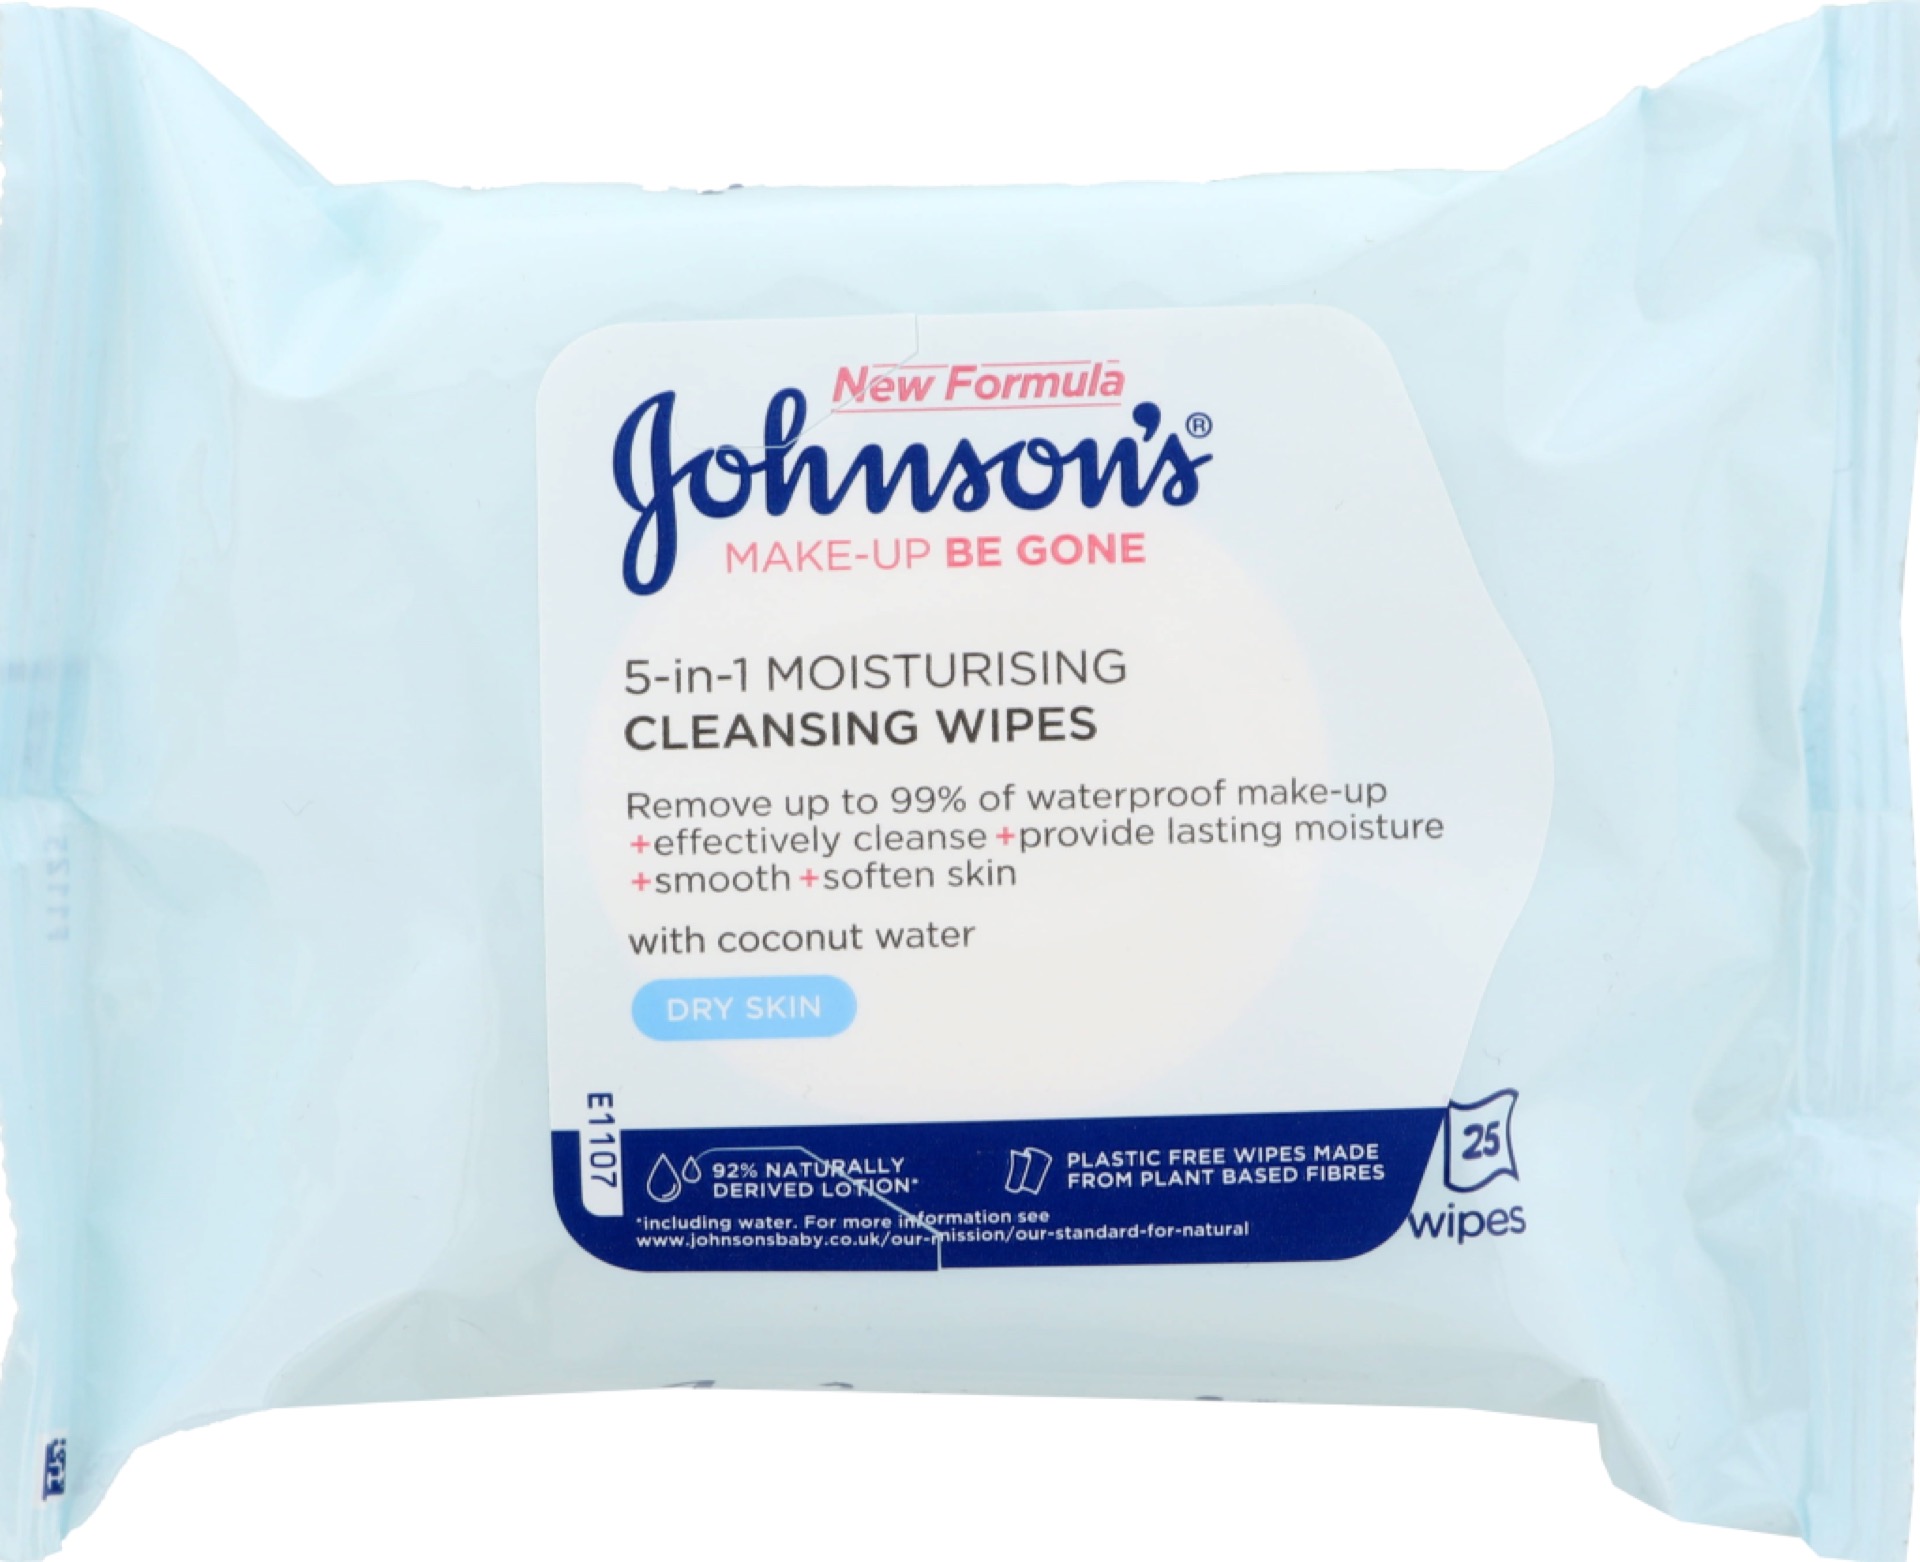 New Formula
Johnson's®
MAKE-UP BE GONE
5-in-1 MOISTURISING
CLEANSING WIPES
Remove up to 99% of waterproof make-up
+effectively cleanse +provide lasting moisture
+smooth +soften skin
with coconut water
DRY SKIN
E1107
92% NATURALLY
DERIVED LOTION*
PLASTIC FREE WIPES MADE
FROM PLANT BASED FIBRES
*including water. For more information see
www.johnsonsbaby.co.uk/our-mission/our-standard-for-natural
25
wipes